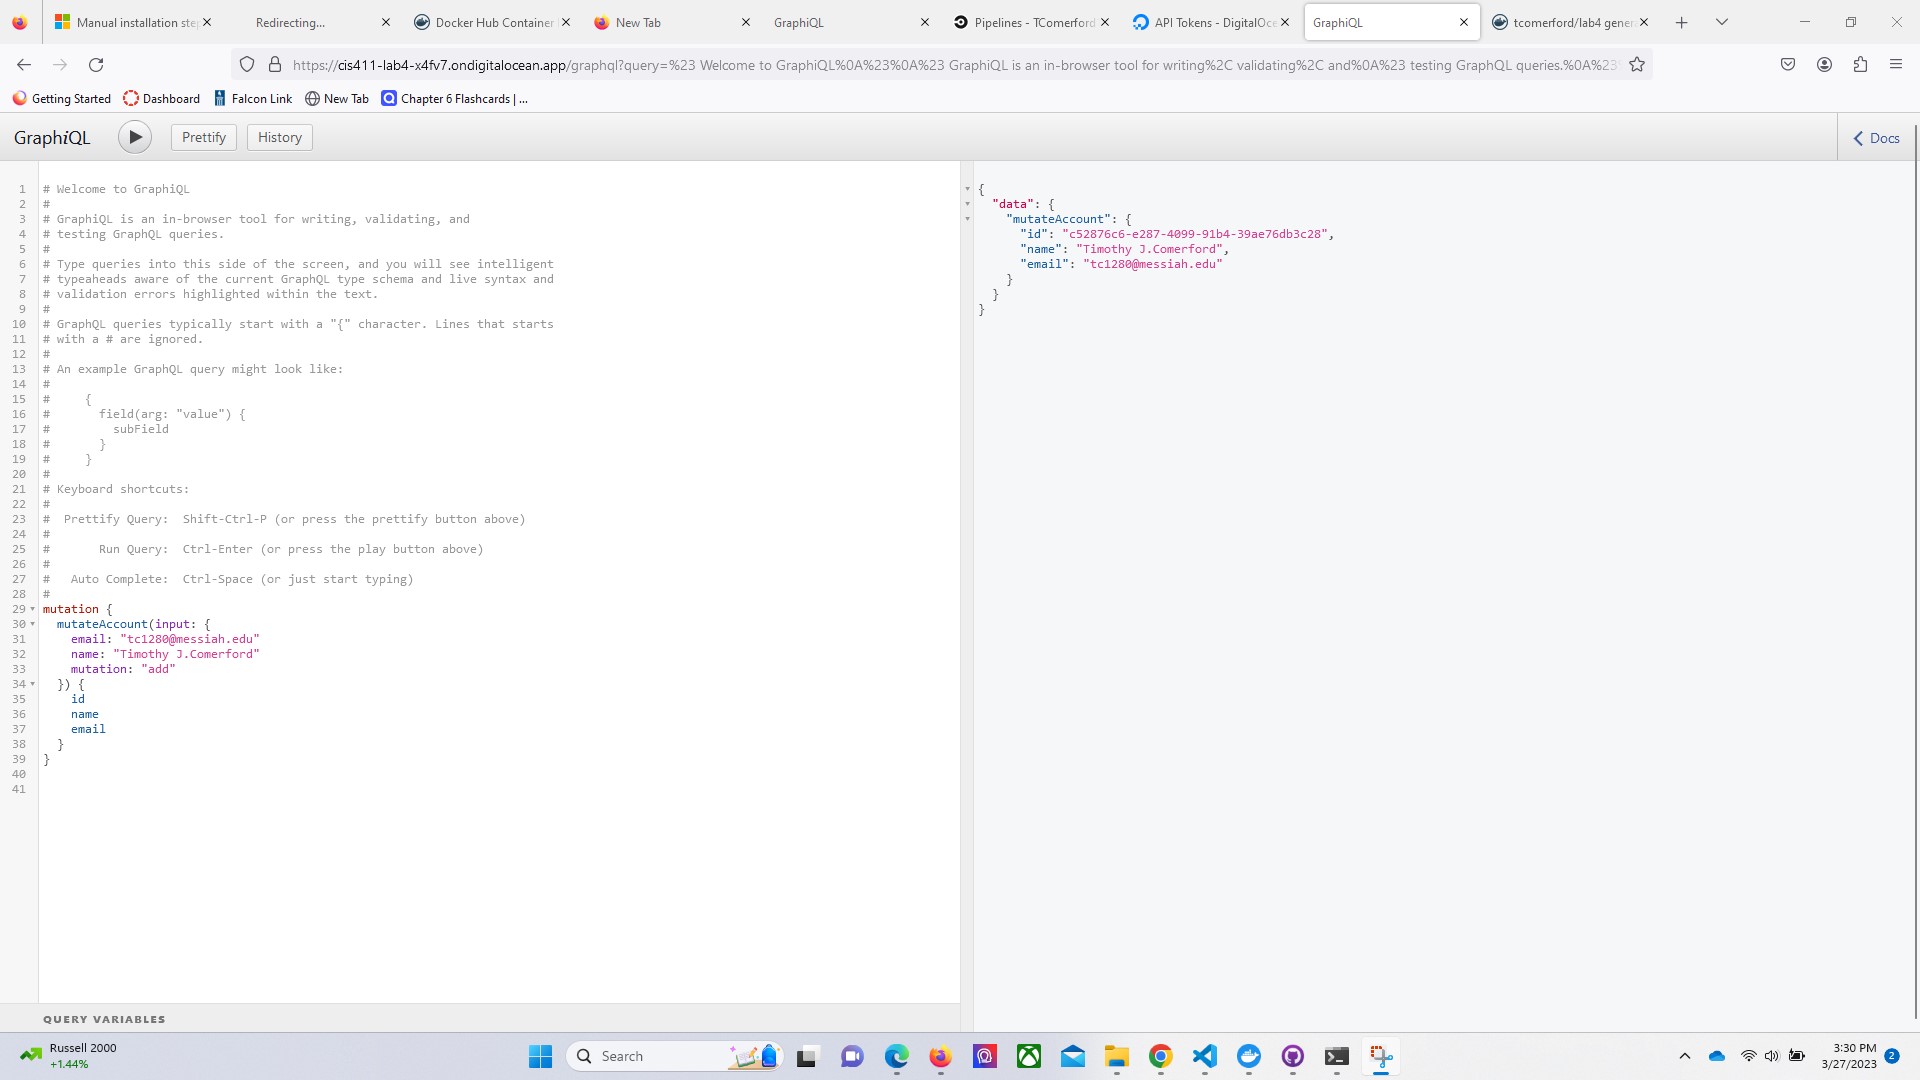 Manual installation ste
Redirecting...
Docker Hub Container
New Tab
GraphiQL
Pipelines - TComerford
API Tokens - DigitalOce
GraphiQL
tcomerford/lab4 gener
https://cis411-lab4-x4fv7.ondigitalocean.app/graphql?query=%23 Welcome to GraphiQL%0A%23%0A%23 GraphiQL is an in-browser tool for writing%2C validating%2C and%0A%23 testing GraphQL queries.%0A%23
Getting Started
Dashboard
Falcon Link
New Tab
Chapter 6 Flashcards | ...
GraphiQL
Prettify
History
Docs
1 # Welcome to GraphiQL
2 #
3 # GraphiQL is an in-browser tool for writing, validating, and
4 # testing GraphQL queries.
5 #
6 # Type queries into this side of the screen, and you will see intelligent
7 # typeaheads aware of the current GraphQL type schema and live syntax and
8 # validation errors highlighted within the text.
9 #
10 # GraphQL queries typically start with a "{" character. Lines that starts
11 # with a # are ignored.
12 #
13 # An example GraphQL query might look like:
14 #
15 #     {
16 #       field(arg: "value") {
17 #         subField
18 #       }
19 #     }
20 #
21 # Keyboard shortcuts:
22 #
23 #  Prettify Query:  Shift-Ctrl-P (or press the prettify button above)
24 #
25 #       Run Query:  Ctrl-Enter (or press the play button above)
26 #
27 #   Auto Complete:  Ctrl-Space (or just start typing)
28 #
29 mutation {
30   mutateAccount(input: {
31     email: "tc1280@messiah.edu"
32     name: "Timothy J.Comerford"
33     mutation: "add"
34   }) {
35     id
36     name
37     email
38   }
39 }
40
41
{
  "data": {
    "mutateAccount": {
      "id": "c52876c6-e287-4099-91b4-39ae76db3c28",
      "name": "Timothy J.Comerford",
      "email": "tc1280@messiah.edu"
    }
  }
}
QUERY VARIABLES
Russell 2000
+1.44%
Search
3:30 PM
3/27/2023
2